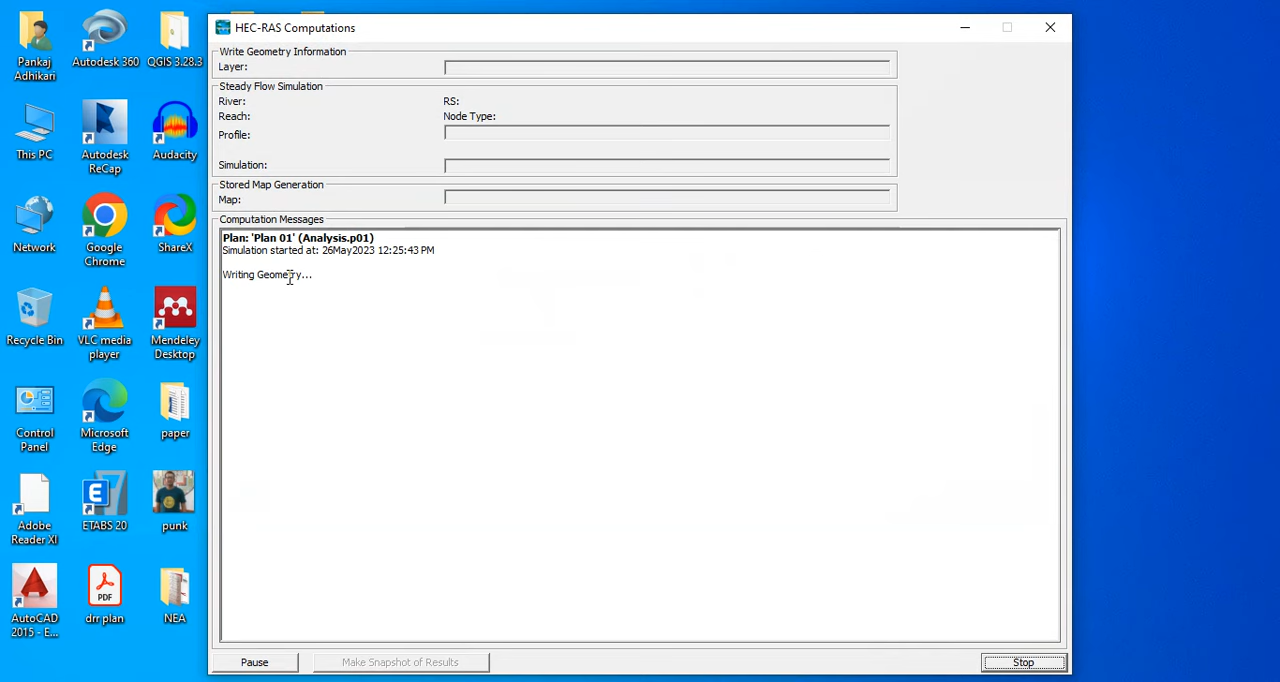 Pankaj
Adhikari
Autodesk 360
QGIS 3.28.3
This PC
Autodesk
ReCap
Audacity
Network
Google
Chrome
ShareX
Recycle Bin
VLC media
player
Mendeley
Desktop
Control
Panel
Microsoft
Edge
paper
Adobe
Reader XI
ETABS 20
punk
AutoCAD
2015 - E...
PDF
drr plan
NEA
HEC-RAS Computations
Write Geometry Information
Layer:
Steady Flow Simulation
River:
RS:
Reach:
Node Type:
Profile:
Simulation:
Stored Map Generation
Map:
Computation Messages
Plan: 'Plan 01' (Analysis.p01)
Simulation started at: 26May2023 12:25:43 PM
Writing Geometry...
Pause
Make Snapshot of Results
Stop